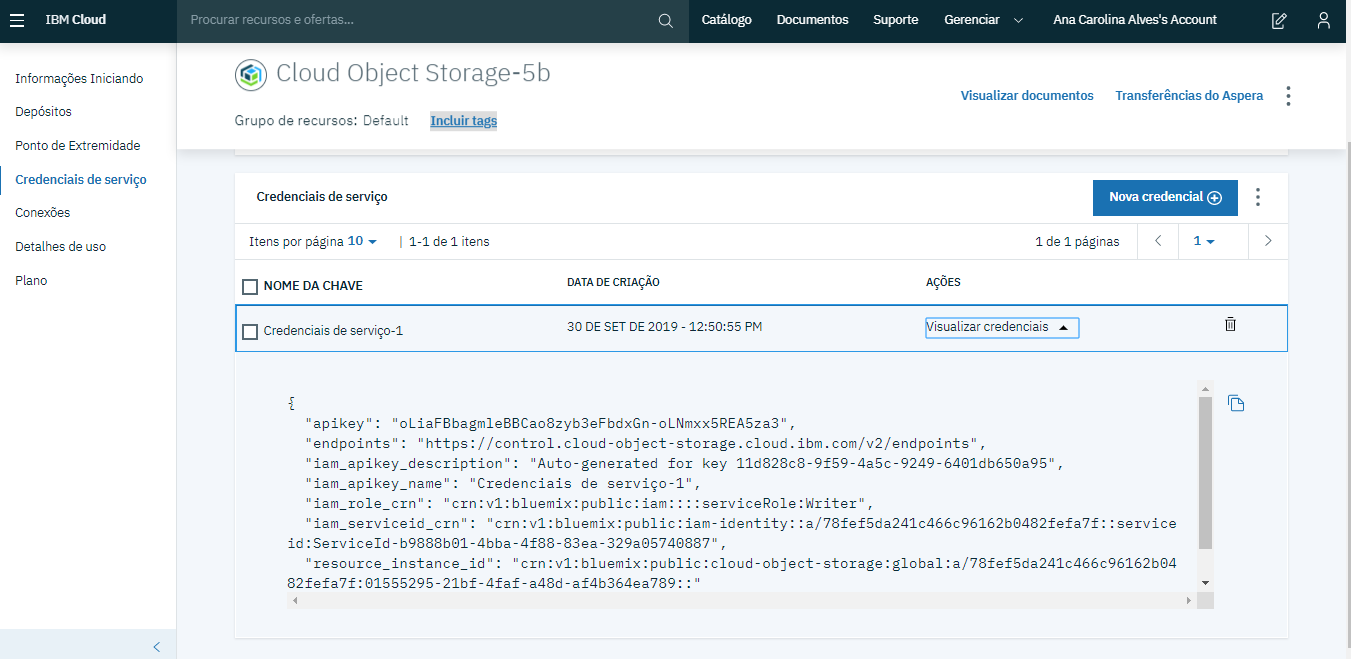 IBM Cloud
Procurar recursos e ofertas...
Catálogo
Documentos
Suporte
Gerenciar
Ana Carolina Alves's Account
Informações Iniciando
Depósitos
Ponto de Extremidade
Credenciais de serviço
Conexões
Detalhes de uso
Plano
Cloud Object Storage-5b
Visualizar documentos
Transferências do Aspera
Grupo de recursos: Default
Incluir tags
Credenciais de serviço
Nova credencial
Itens por página 10
1-1 de 1 itens
1 de 1 páginas
1
NOME DA CHAVE
DATA DE CRIAÇÃO
AÇÕES
Credenciais de serviço-1
30 DE SET DE 2019 - 12:50:55 PM
Visualizar credenciais
{
"apikey": "oLiaFBbagmleBBCao8zyb3eFbdxGn-oLNmxx5REA5za3",
"endpoints": "https://control.cloud-object-storage.cloud.ibm.com/v2/endpoints",
"iam_apikey_description": "Auto-generated for key 11d828c8-9f59-4a5c-9249-6401db650a95",
"iam_apikey_name": "Credenciais de serviço-1",
"iam_role_crn": "crn:v1:bluemix:public:iam::::serviceRole:Writer",
"iam_serviceid_crn": "crn:v1:bluemix:public:iam-identity::a/78fef5da241c466c96162b0482fefa7f::service
id:ServiceId-b9888b01-4bba-4f88-83ea-329a05740887",
"resource_instance_id": "crn:v1:bluemix:public:cloud-object-storage:global:a/78fef5da241c466c96162b04
82fefa7f:01555295-21bf-4faf-a48d-af4b364ea789::"